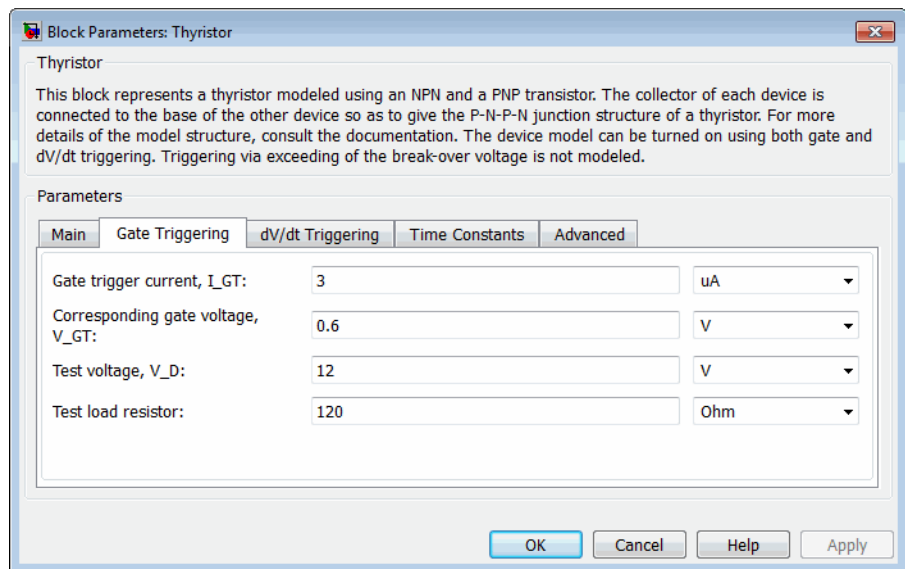 Block Parameters: Thyristor
Thyristor
This block represents a thyristor modeled using an NPN and a PNP transistor. The collector of each device is
connected to the base of the other device so as to give the P-N-P-N junction structure of a thyristor. For more
details of the model structure, consult the documentation. The device model can be turned on using both gate and
dV/dt triggering. Triggering via exceeding of the break-over voltage is not modeled.
Parameters
Main Gate Triggering dV/dt Triggering Time Constants Advanced
Gate trigger current, I_GT: 3 uA
Corresponding gate voltage,
V_GT: 0.6 V
Test voltage, V_D: 12 V
Test load resistor: 120 Ohm
OK Cancel Help Apply